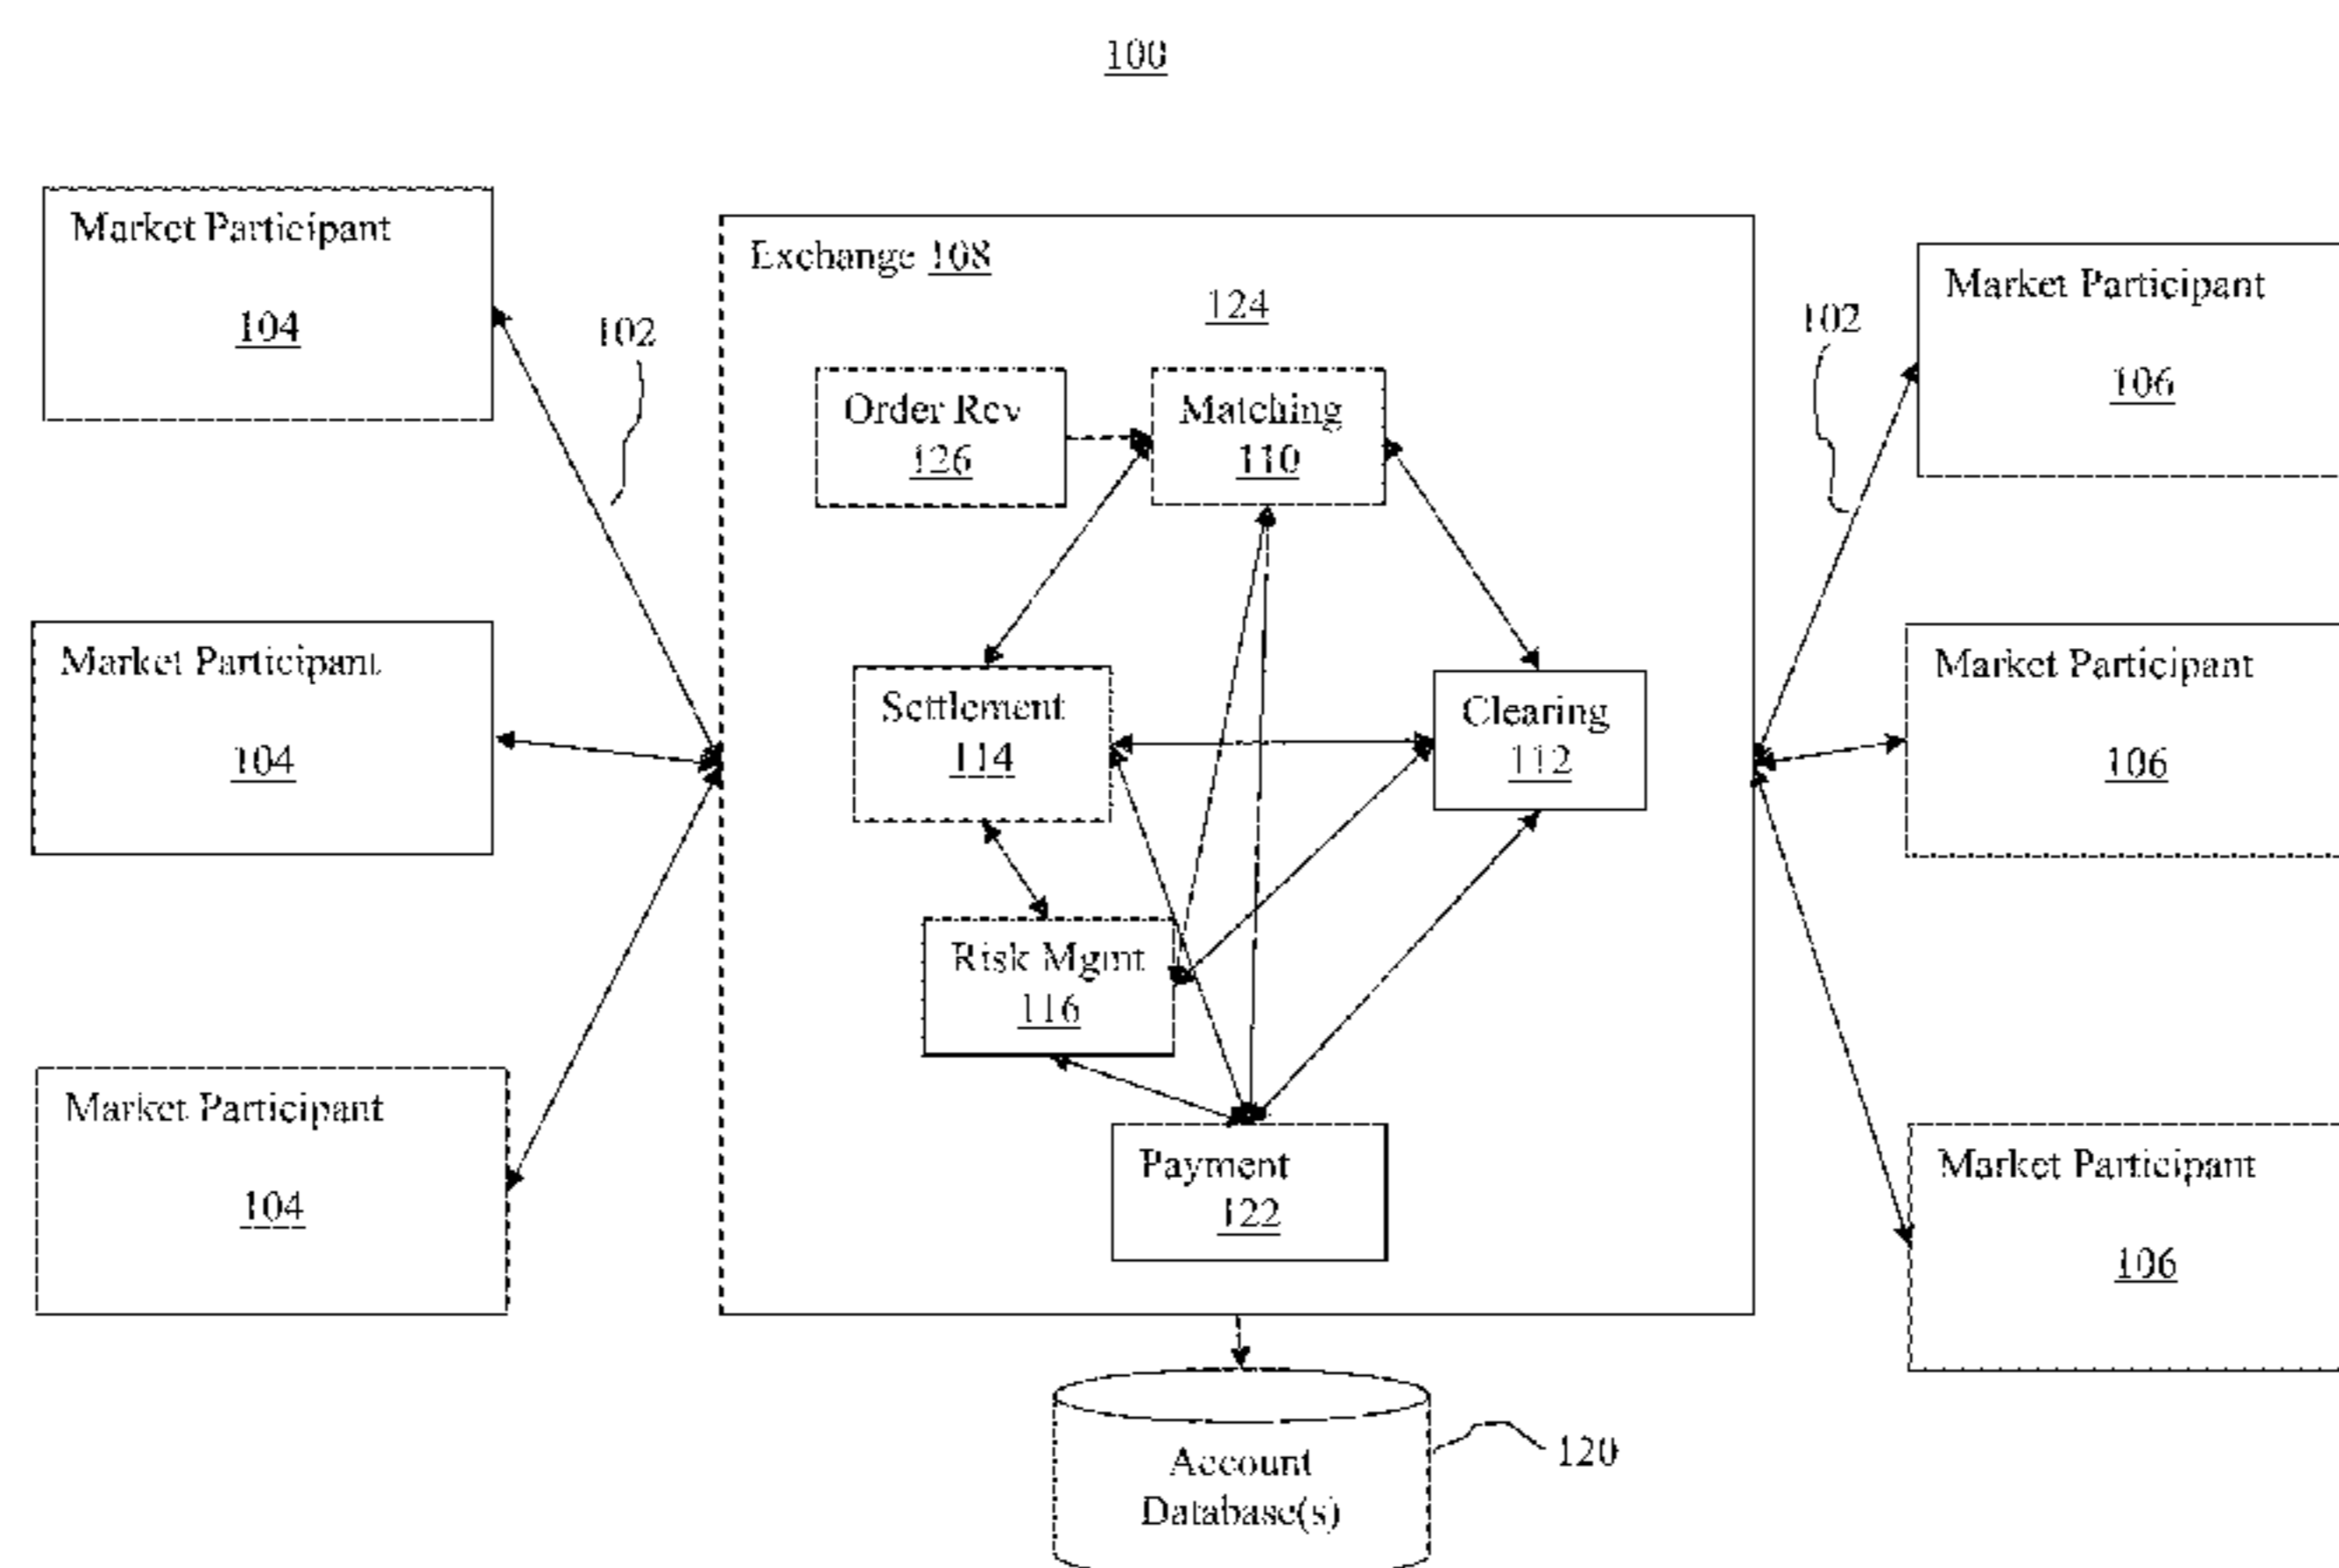 100
Market Participant
104
102
Exchange 108
124
102
Market Participant
106
Order Rcv
126
Matching
110
Market Participant
104
Settlement
114
Clearing
112
Market Participant
106
Risk Mgmt
116
Market Participant
104
Payment
122
Market Participant
106
Account
Database(s)
120